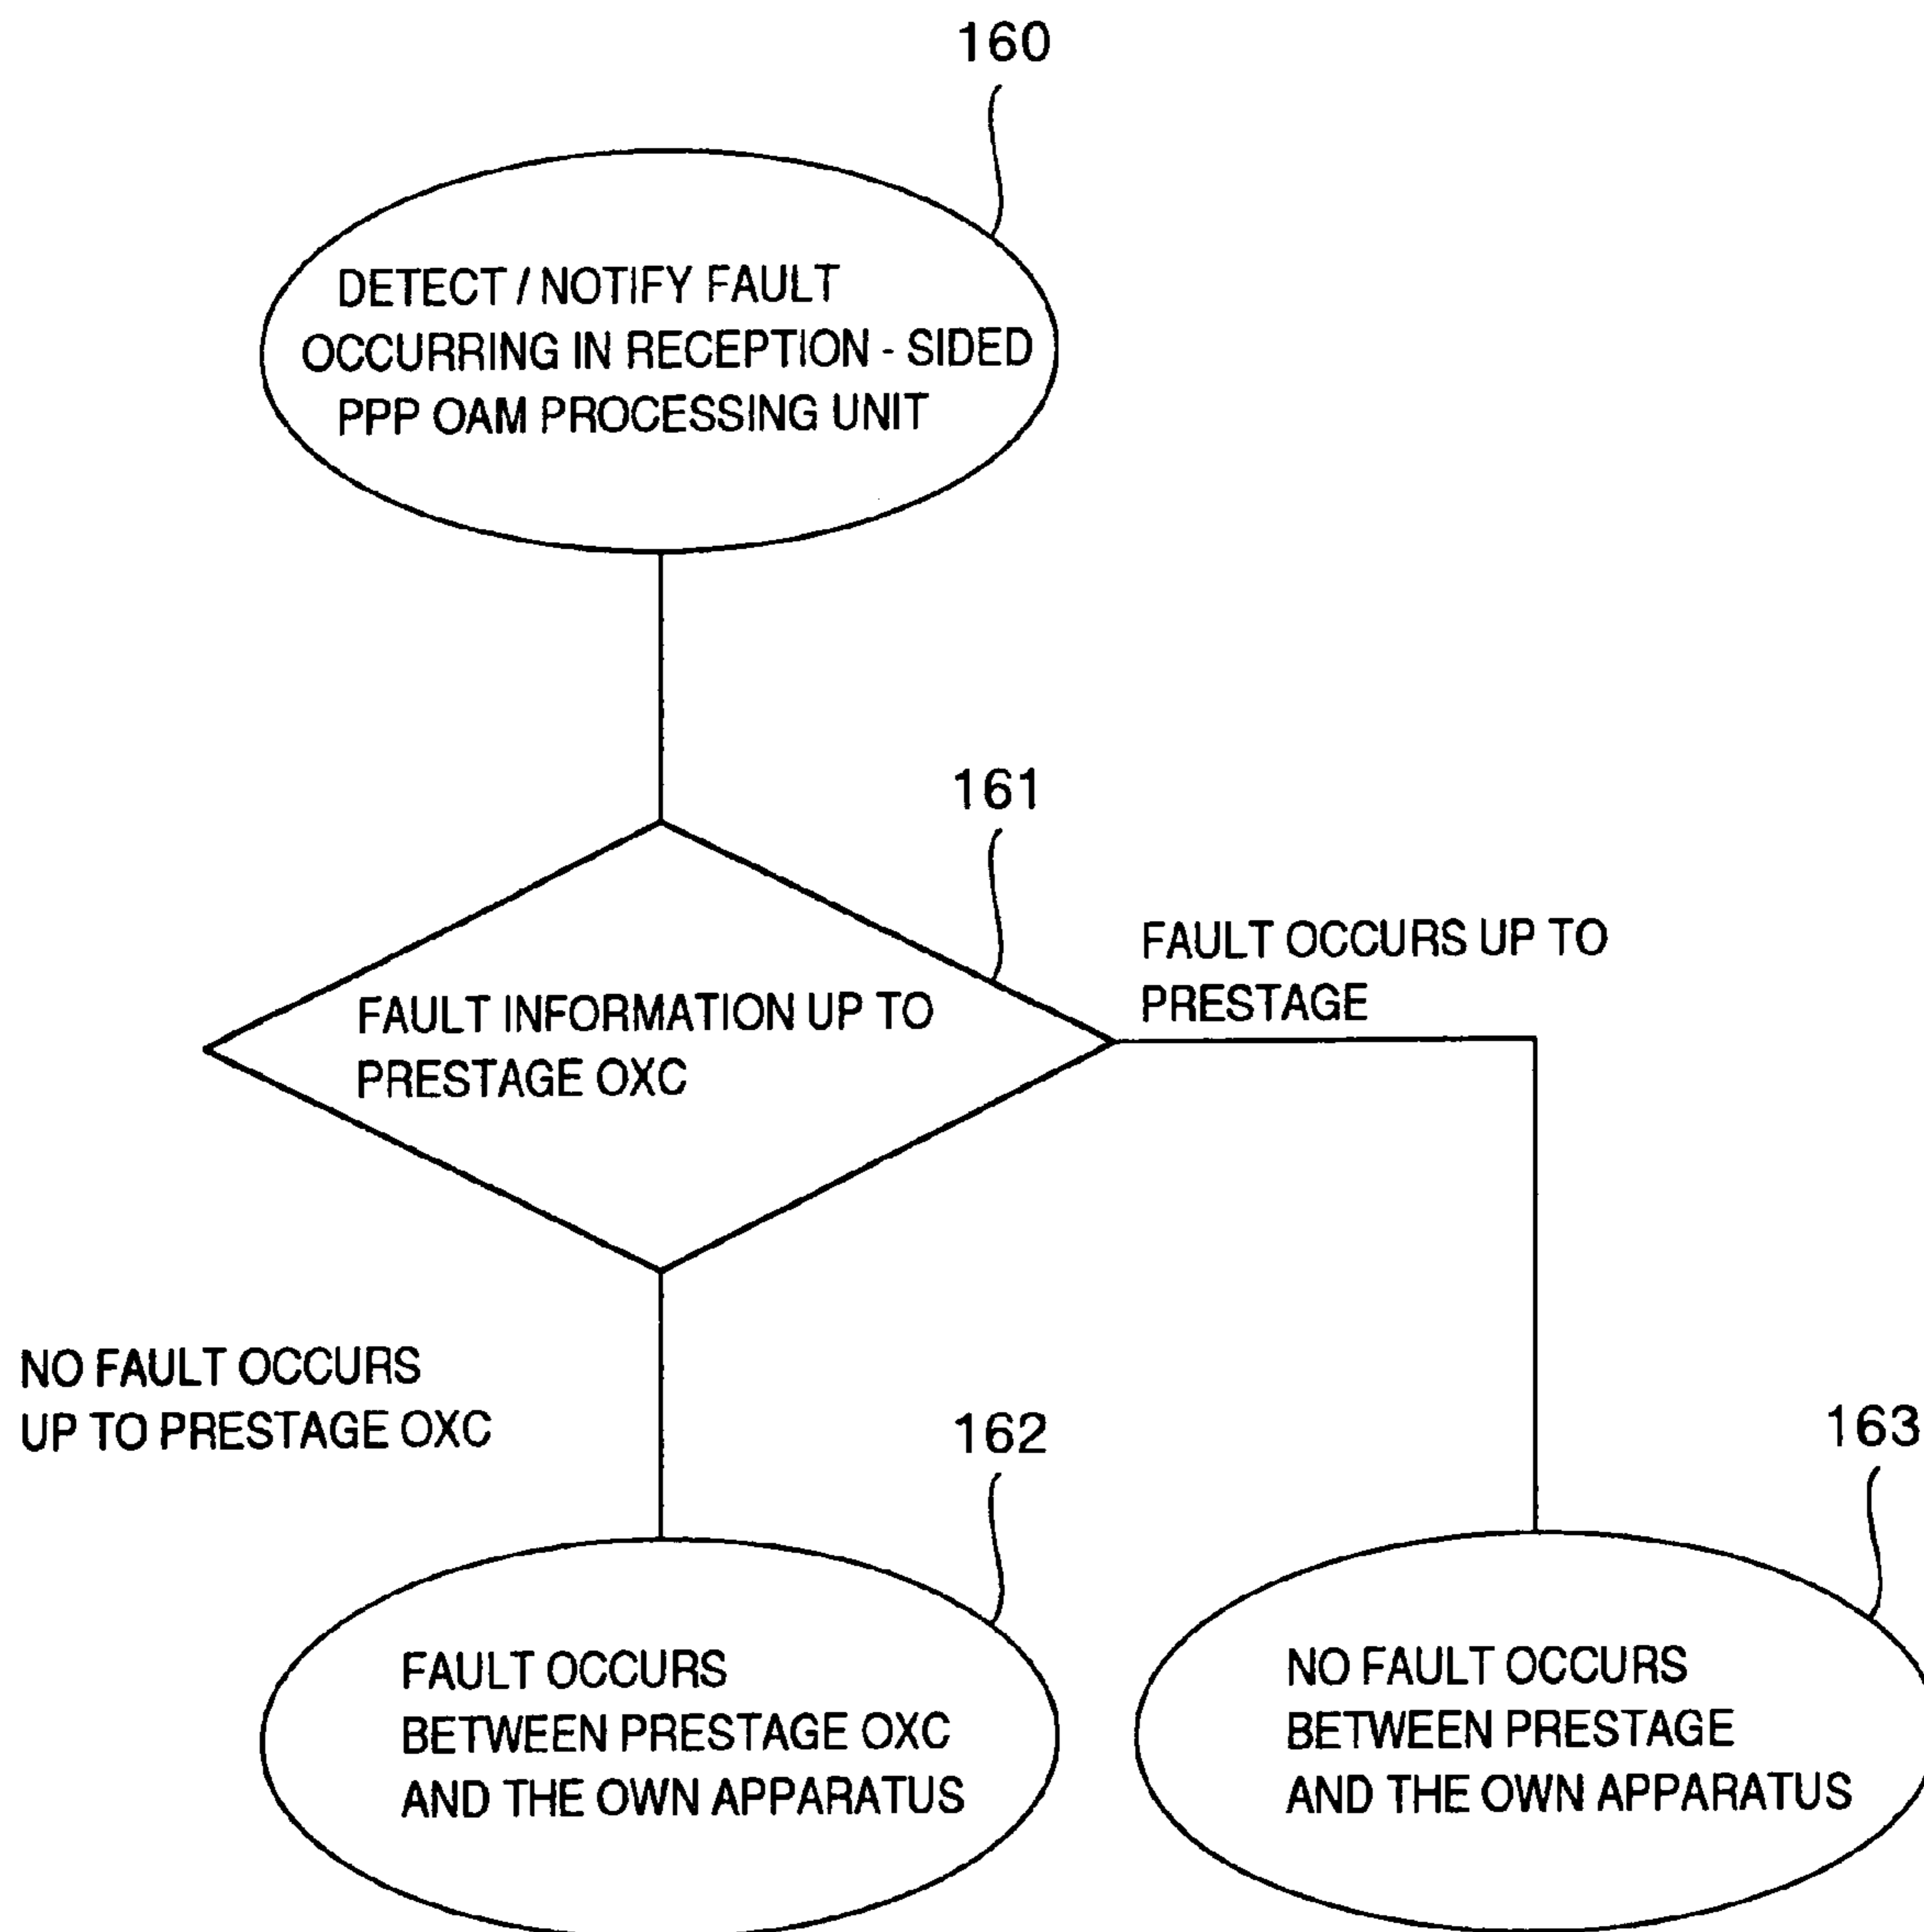 160
DETECT / NOTIFY FAULT
OCCURRING IN RECEPTION - SIDED
PPP OAM PROCESSING UNIT
161
FAULT OCCURS UP TO
PRESTAGE
FAULT INFORMATION UP TO
PRESTAGE OXC
NO FAULT OCCURS
UP TO PRESTAGE OXC
162
163
FAULT OCCURS
BETWEEN PRESTAGE OXC
AND THE OWN APPARATUS
NO FAULT OCCURS
BETWEEN PRESTAGE
AND THE OWN APPARATUS